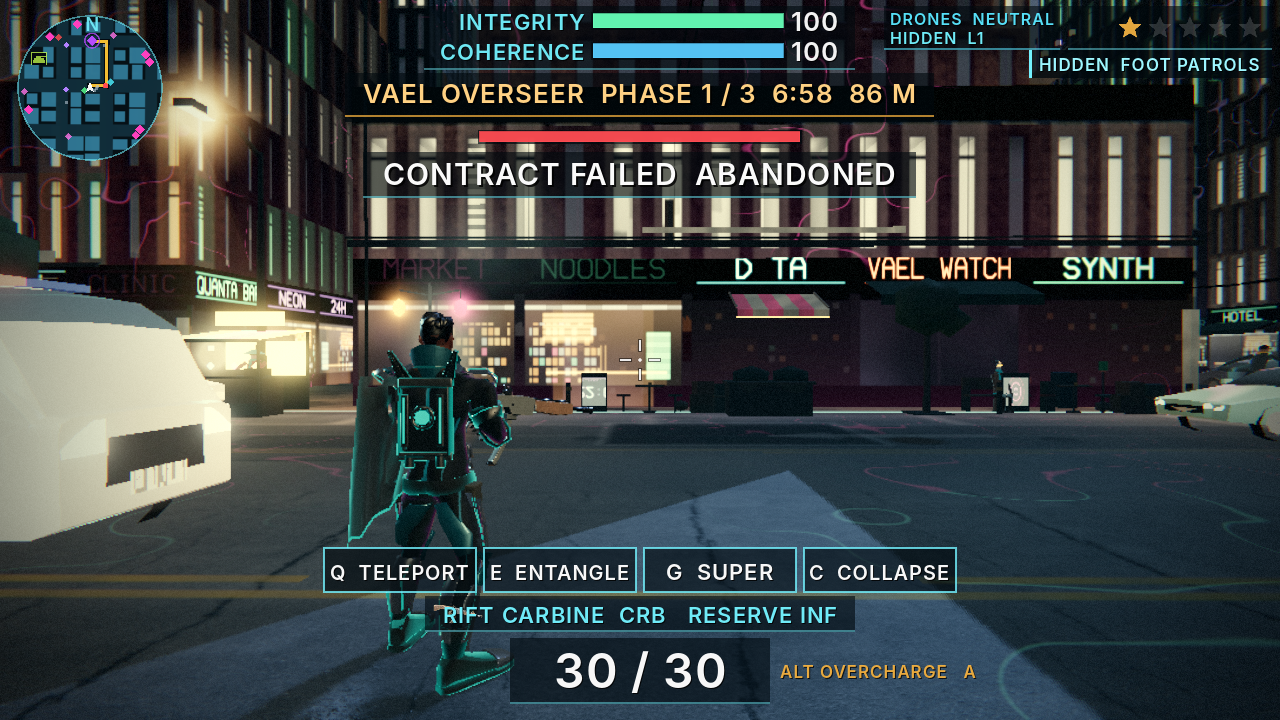 N
INTEGRITY 100
COHERENCE 100
DRONES NEUTRAL
HIDDEN L1
HIDDEN FOOT PATROLS
VAEL OVERSEER PHASE 1 / 3 6:58 86 M
CONTRACT FAILED ABANDONED
CLINIC
QUANTA BAI
NEON
24H
MARKET
NOODLES
D TA
VAEL WATCH
SYNTH
HOTEL
Q TELEPORT
E ENTANGLE
G SUPER
C COLLAPSE
RIFT CARBINE CRB RESERVE INF
30 / 30
ALT OVERCHARGE A